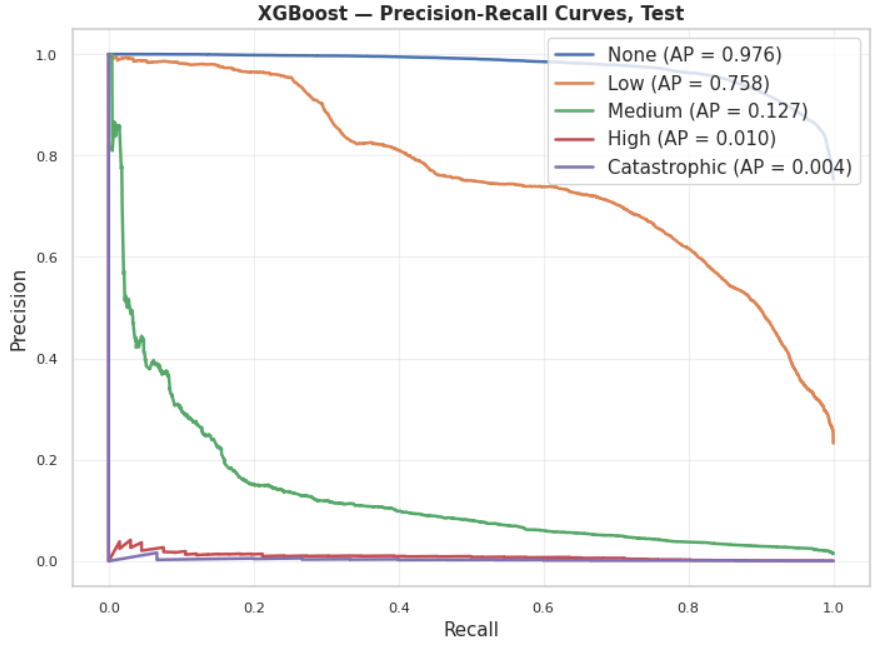 XGBoost — Precision-Recall Curves, Test
None (AP = 0.976)
Low (AP = 0.758)
Medium (AP = 0.127)
High (AP = 0.010)
Catastrophic (AP = 0.004)
Precision
1.0
0.8
0.6
0.4
0.2
0.0
0.0 0.2 0.4 0.6 0.8 1.0
Recall